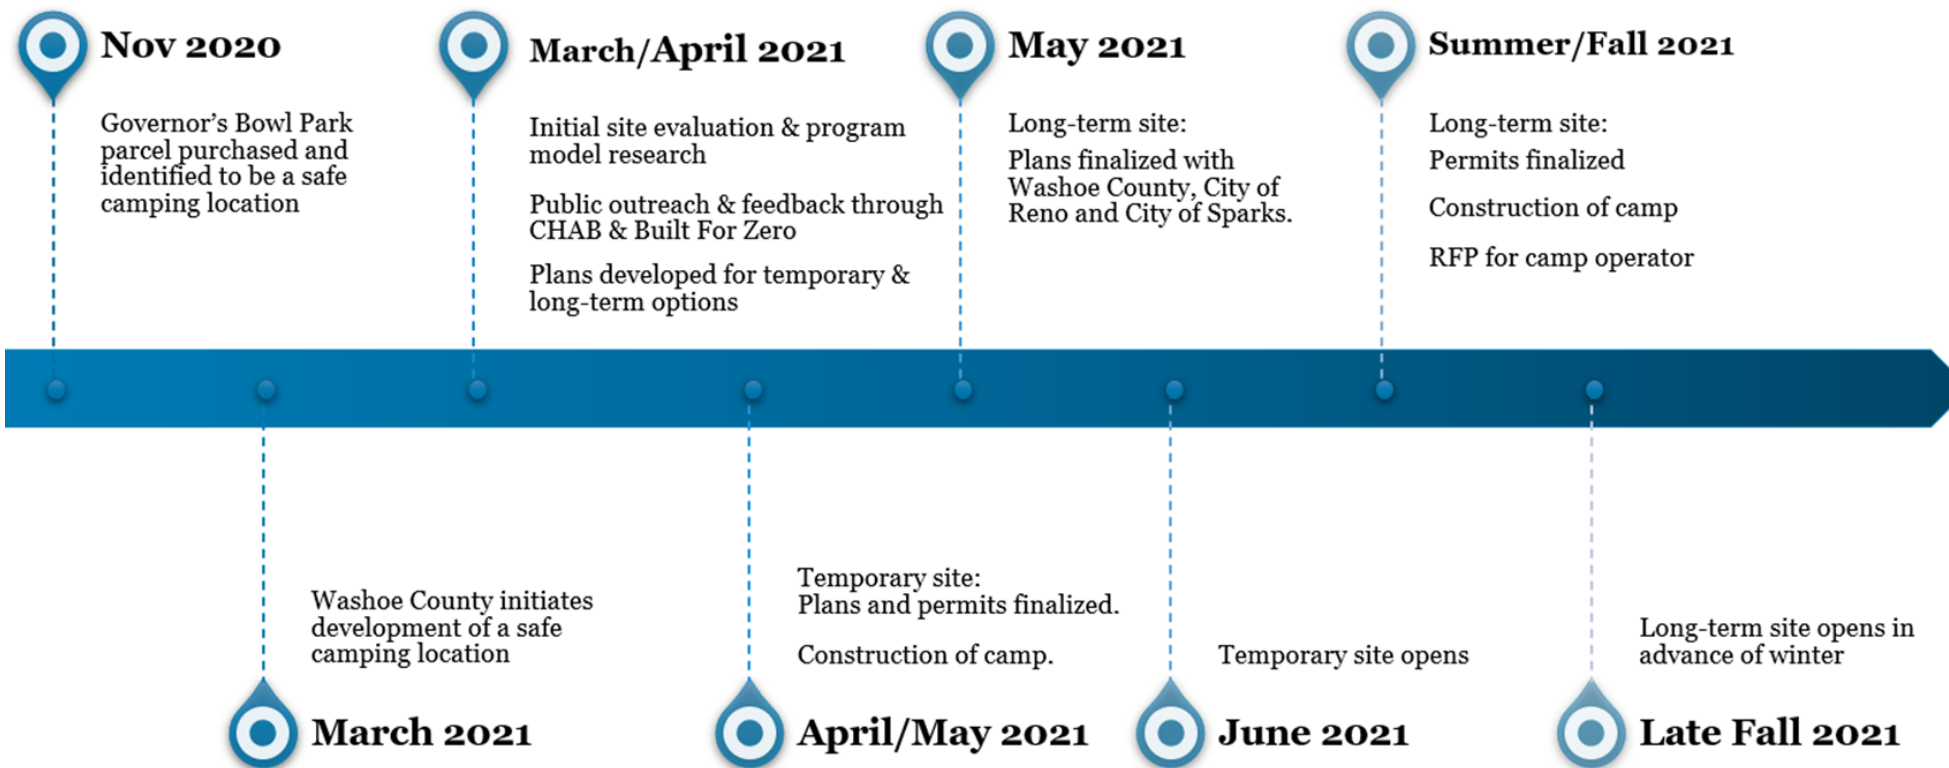 Nov 2020
Governor's Bowl Park
parcel purchased and
identified to be a safe
camping location
March/April 2021
Initial site evaluation & program
model research
Public outreach & feedback through
CHAB & Built For Zero
Plans developed for temporary &
long-term options
May 2021
Long-term site:
Plans finalized with
Washoe County, City of
Reno and City of Sparks.
Summer/Fall 2021
Long-term site:
Permits finalized
Construction of camp
RFP for camp operator
Washoe County initiates
development of a safe
camping location
March 2021
Temporary site:
Plans and permits finalized.
Construction of camp.
April/May 2021
Temporary site opens
June 2021
Long-term site opens in
advance of winter
Late Fall 2021